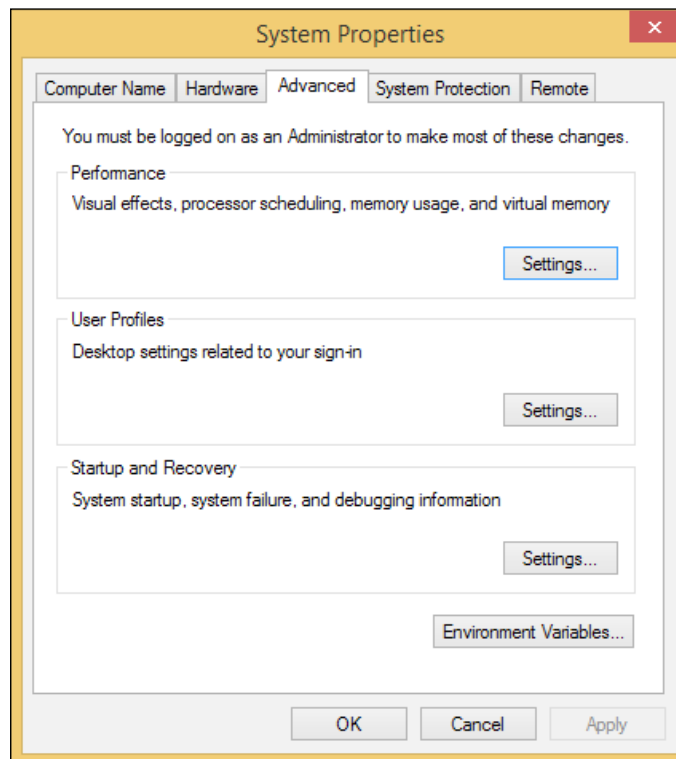 System Properties
Computer Name Hardware Advanced System Protection Remote
You must be logged on as an Administrator to make most of these changes.
Performance
Visual effects, processor scheduling, memory usage, and virtual memory
Settings...
User Profiles
Desktop settings related to your sign-in
Settings...
Startup and Recovery
System startup, system failure, and debugging information
Settings...
Environment Variables...
OK Cancel Apply